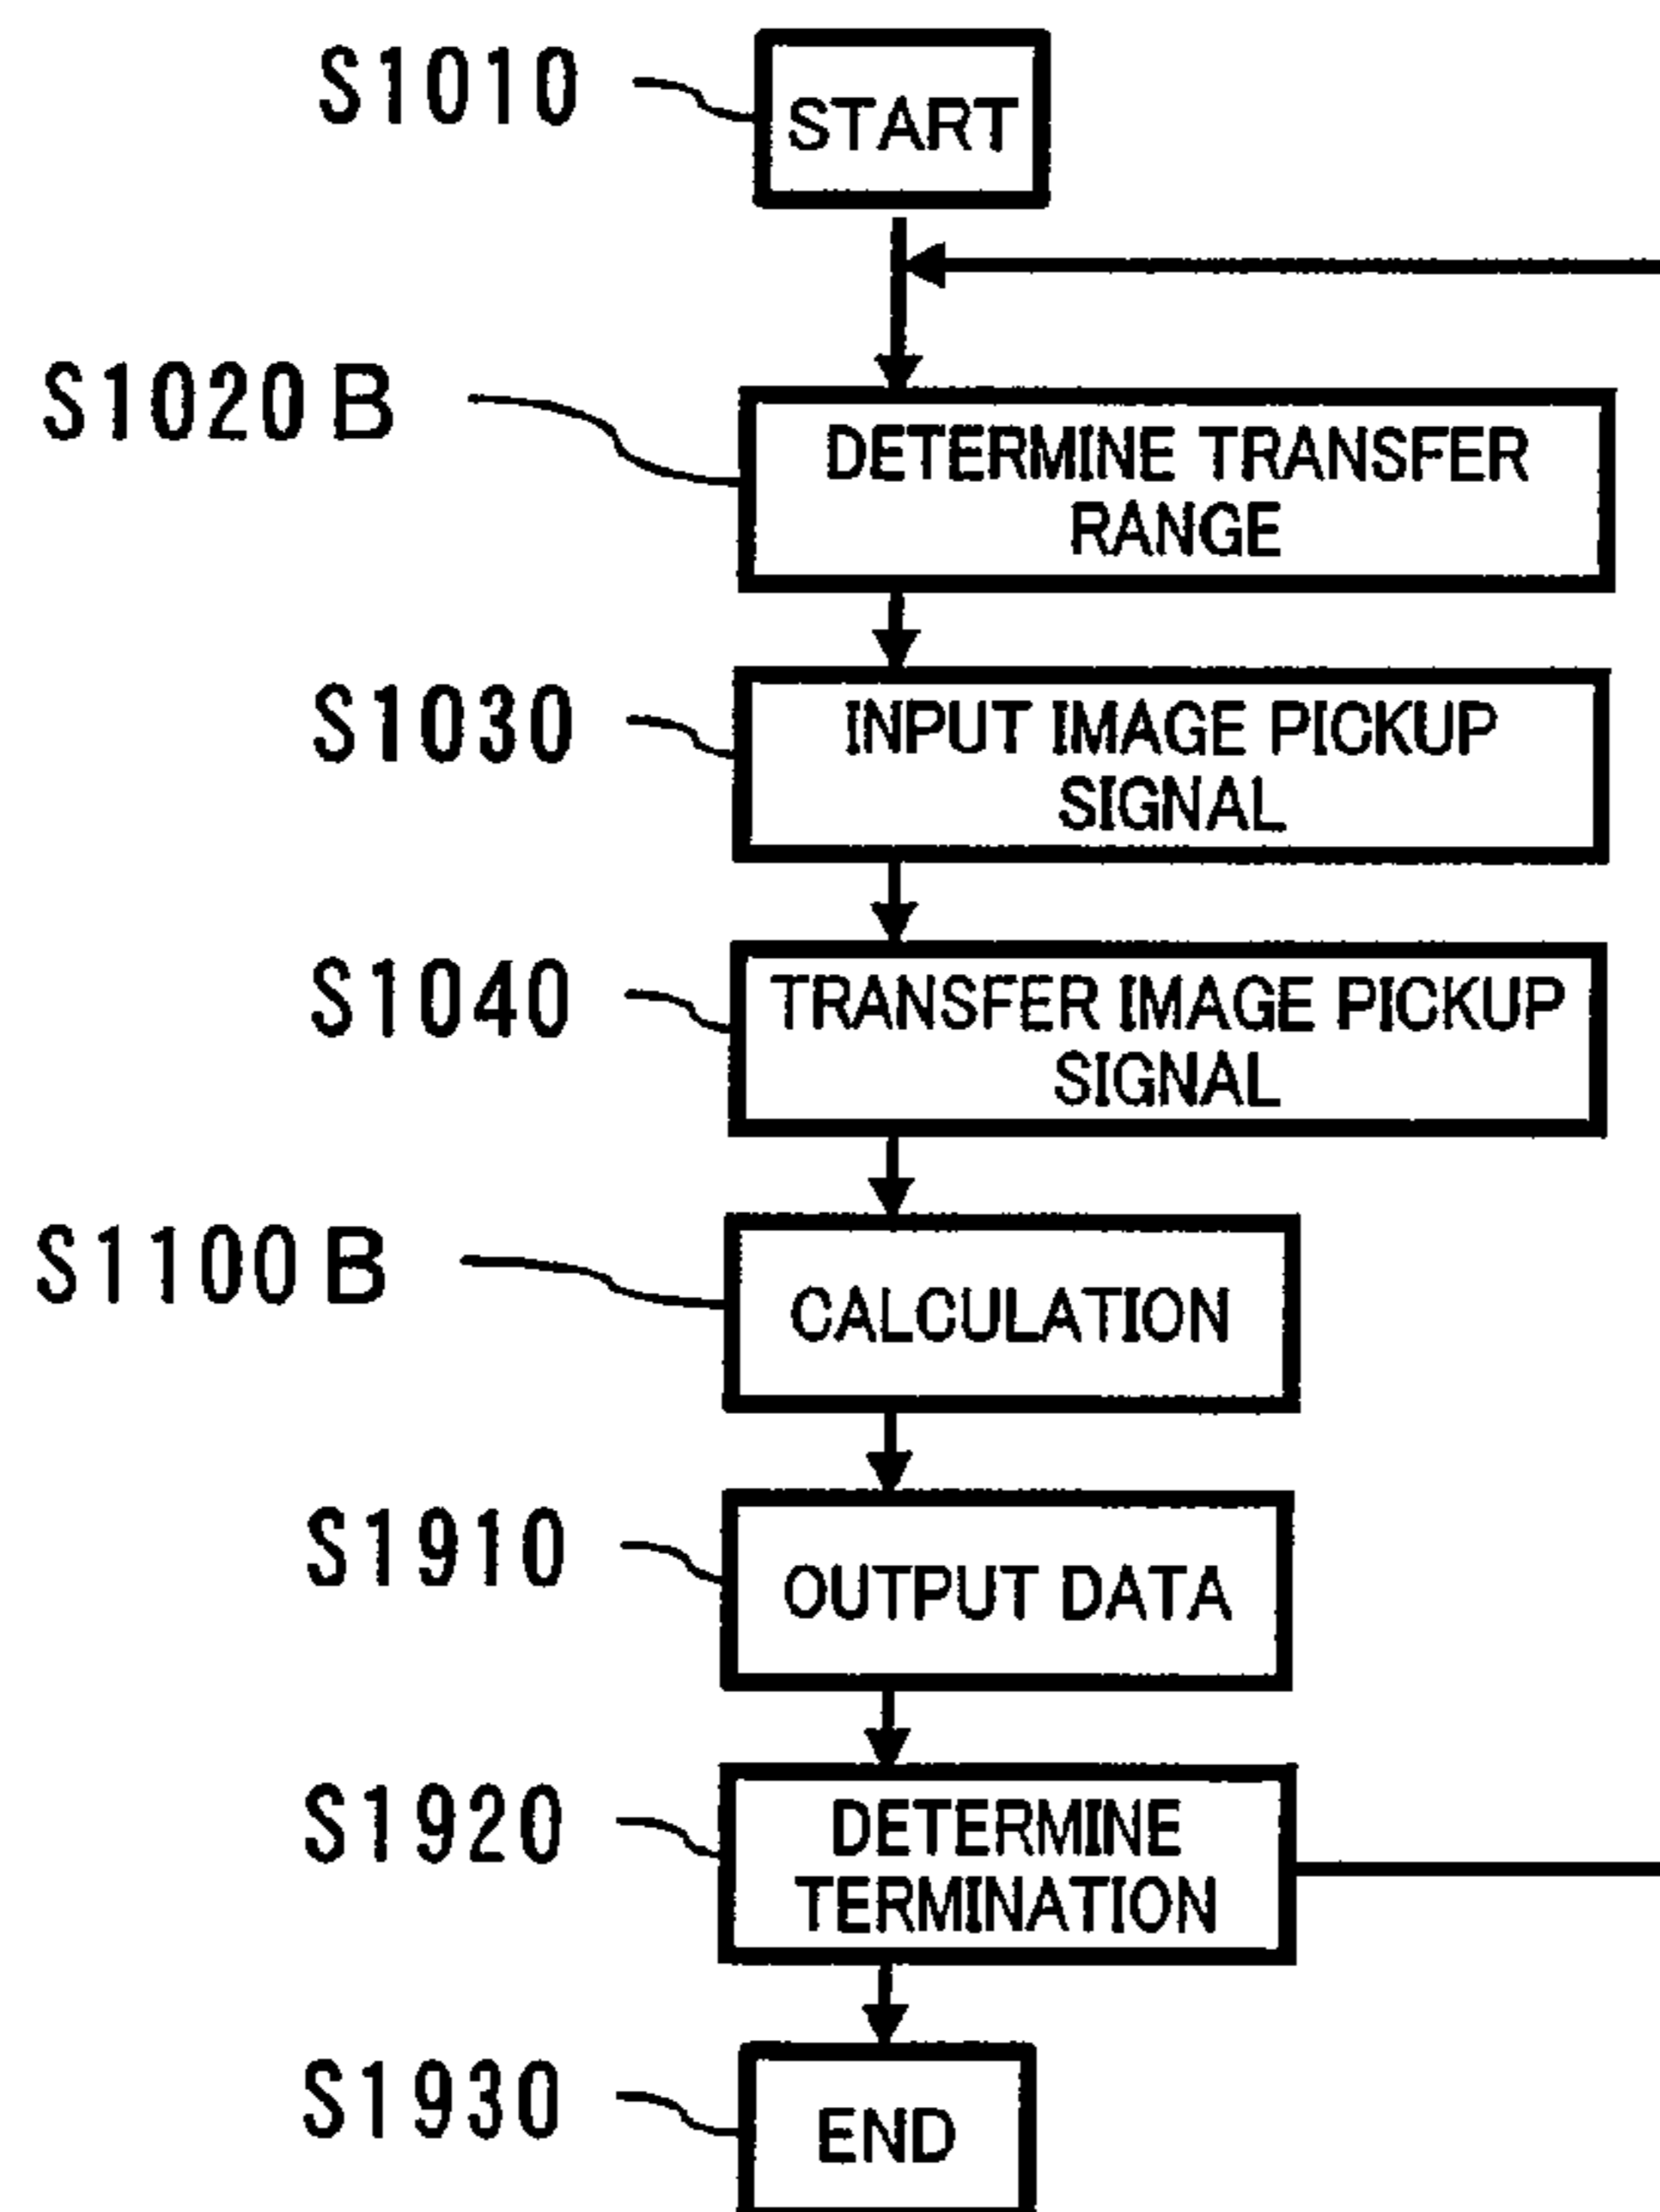 S1010
START
S1020B
DETERMINE TRANSFER
RANGE
S1030
INPUT IMAGE PICKUP
SIGNAL
S1040
TRANSFER IMAGE PICKUP
SIGNAL
S1100B
CALCULATION
S1910
OUTPUT DATA
S1920
DETERMINE
TERMINATION
S1930
END